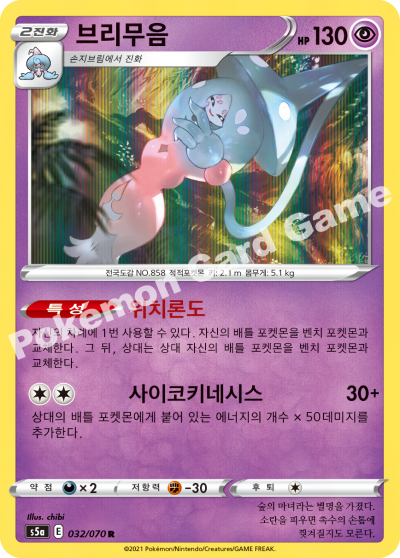 2진화
브리무음
HP 130
손지브림에서 진화
전국도감 NO.858 적적포켓몬 키: 2.1 m 몸무게: 5.1 kg
Pokémon Card Game
특성 위치론도
자신의 차례에 1번 사용할 수 있다. 자신의 배틀 포켓몬을 벤치 포켓몬과
교체한다. 그 뒤, 상대는 상대 자신의 배틀 포켓몬을 벤치 포켓몬과
교체한다.
사이코키네시스 30+
상대의 배틀 포켓몬에게 붙어 있는 에너지의 개수 × 50데미지를
추가한다.
약점 ×2 저항력 -30 후퇴
Illus. chibi
s5a E 032/070 R
숲의 마녀라는 별명을 가졌다.
소란을 피우면 촉수의 손톱에
찢겨질지도 모른다.
©2021 Pokémon/Nintendo/Creatures/GAME FREAK.